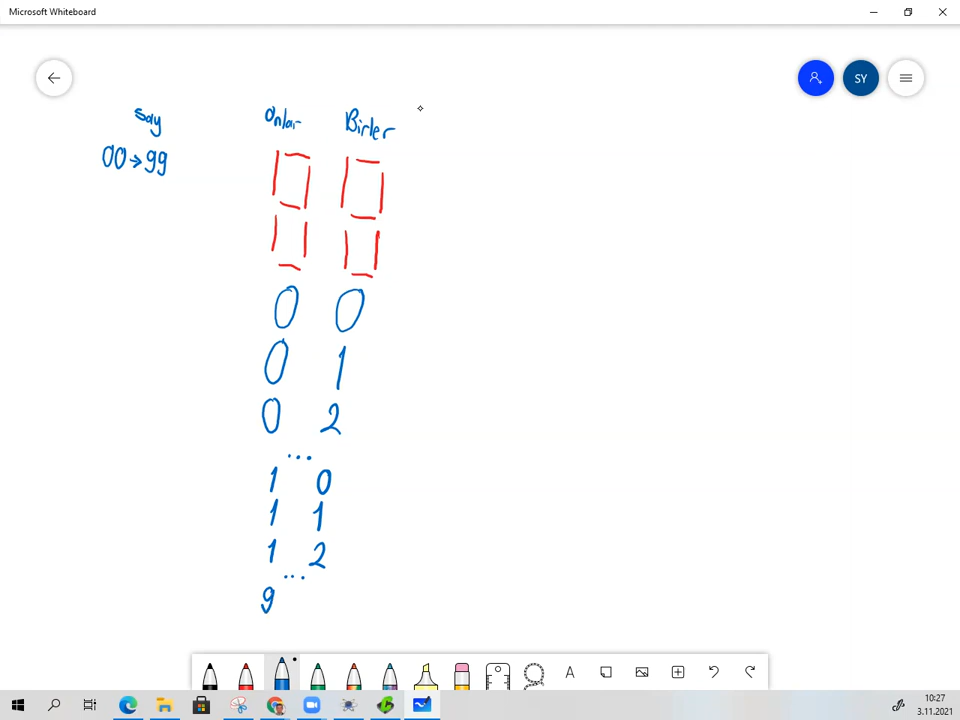 Microsoft Whiteboard
SY
say
00→99
Onlar Birler
0 0
0 1
0 2
...
1 0
1 1
1 2
...
9
A
10:27
3.11.2021